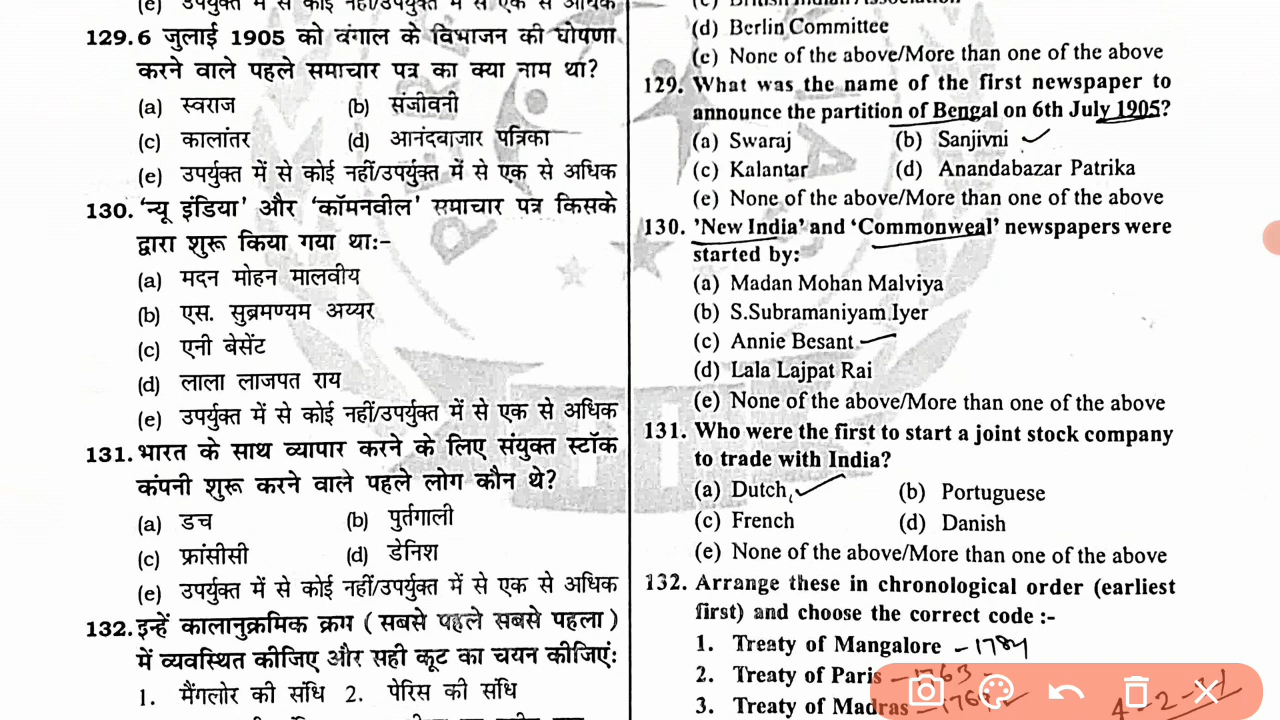 (e) उपर्युक्त में से कोई नहीं/उपर्युक्त में से एक से अधिक
129. 6 जुलाई 1905 को बंगाल के विभाजन की घोषणा
करने वाले पहले समाचार पत्र का क्या नाम था?
(a) स्वराज (b) संजीवनी
(c) कालांतर (d) आनंदबाजार पत्रिका
(e) उपर्युक्त में से कोई नहीं/उपर्युक्त में से एक से अधिक
130. 'न्यू इंडिया' और 'कॉमनवील' समाचार पत्र किसके
द्वारा शुरू किया गया था:-
(a) मदन मोहन मालवीय
(b) एस. सुब्रमण्यम अय्यर
(c) एनी बेसेंट
(d) लाला लाजपत राय
(e) उपर्युक्त में से कोई नहीं/उपर्युक्त में से एक से अधिक
131. भारत के साथ व्यापार करने के लिए संयुक्त स्टॉक
कंपनी शुरू करने वाले पहले लोग कौन थे?
(a) डच (b) पुर्तगाली
(c) फ्रांसीसी (d) डेनिश
(e) उपर्युक्त में से कोई नहीं/उपर्युक्त में से एक से अधिक
132. इन्हें कालानुक्रमिक क्रम (सबसे पहले सबसे पहला)
में व्यवस्थित कीजिए और सही कूट का चयन कीजिएः
1. मैंगलोर की संधि 2. पेरिस की संधि
(c) British Indian Association
(d) Berlin Committee
(e) None of the above/More than one of the above
129. What was the name of the first newspaper to
announce the partition of Bengal on 6th July 1905?
(a) Swaraj (b) Sanjivni
(c) Kalantar (d) Anandabazar Patrika
(e) None of the above/More than one of the above
130. 'New India' and 'Commonweal' newspapers were
started by:
(a) Madan Mohan Malviya
(b) S.Subramaniyam Iyer
(c) Annie Besant
(d) Lala Lajpat Rai
(e) None of the above/More than one of the above
131. Who were the first to start a joint stock company
to trade with India?
(a) Dutch (b) Portuguese
(c) French (d) Danish
(e) None of the above/More than one of the above
132. Arrange these in chronological order (earliest
first) and choose the correct code :-
1. Treaty of Mangalore - 1784
2. Treaty of Paris - 1763
3. Treaty of Madras